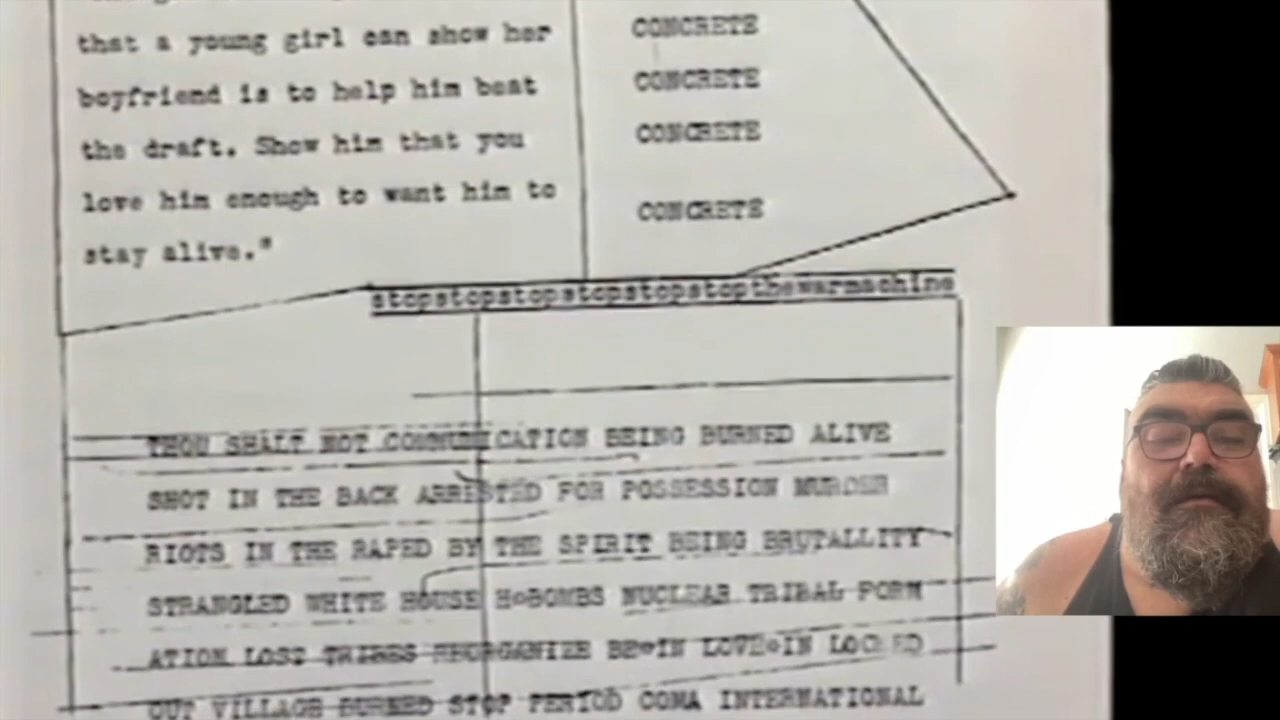 that a young girl can show her
boyfriend is to help him beat
the draft. Show him that you
love him enough to want him to
stay alive."
CONCRETE
CONCRETE
CONCRETE
CONCRETE
stopstopstopstopstopstopthewarmachine
THOU SHALT NOT COMMUNICATION BEING BURNED ALIVE
SHOT IN THE BACK ARRESTED FOR POSSESSION MURDER
RIOTS IN THE RAPED BY THE SPIRIT BEING BRUTALLITY
STRANGLED WHITE HOUSE H-BOMBS NUCLEAR TRIBAL FORM
ATION LOST TRIBES REORGANIZE BE-IN LOVE-IN LOCKED
OUT VILLAGE BURNED STOP PERIOD COMA INTERNATIONAL